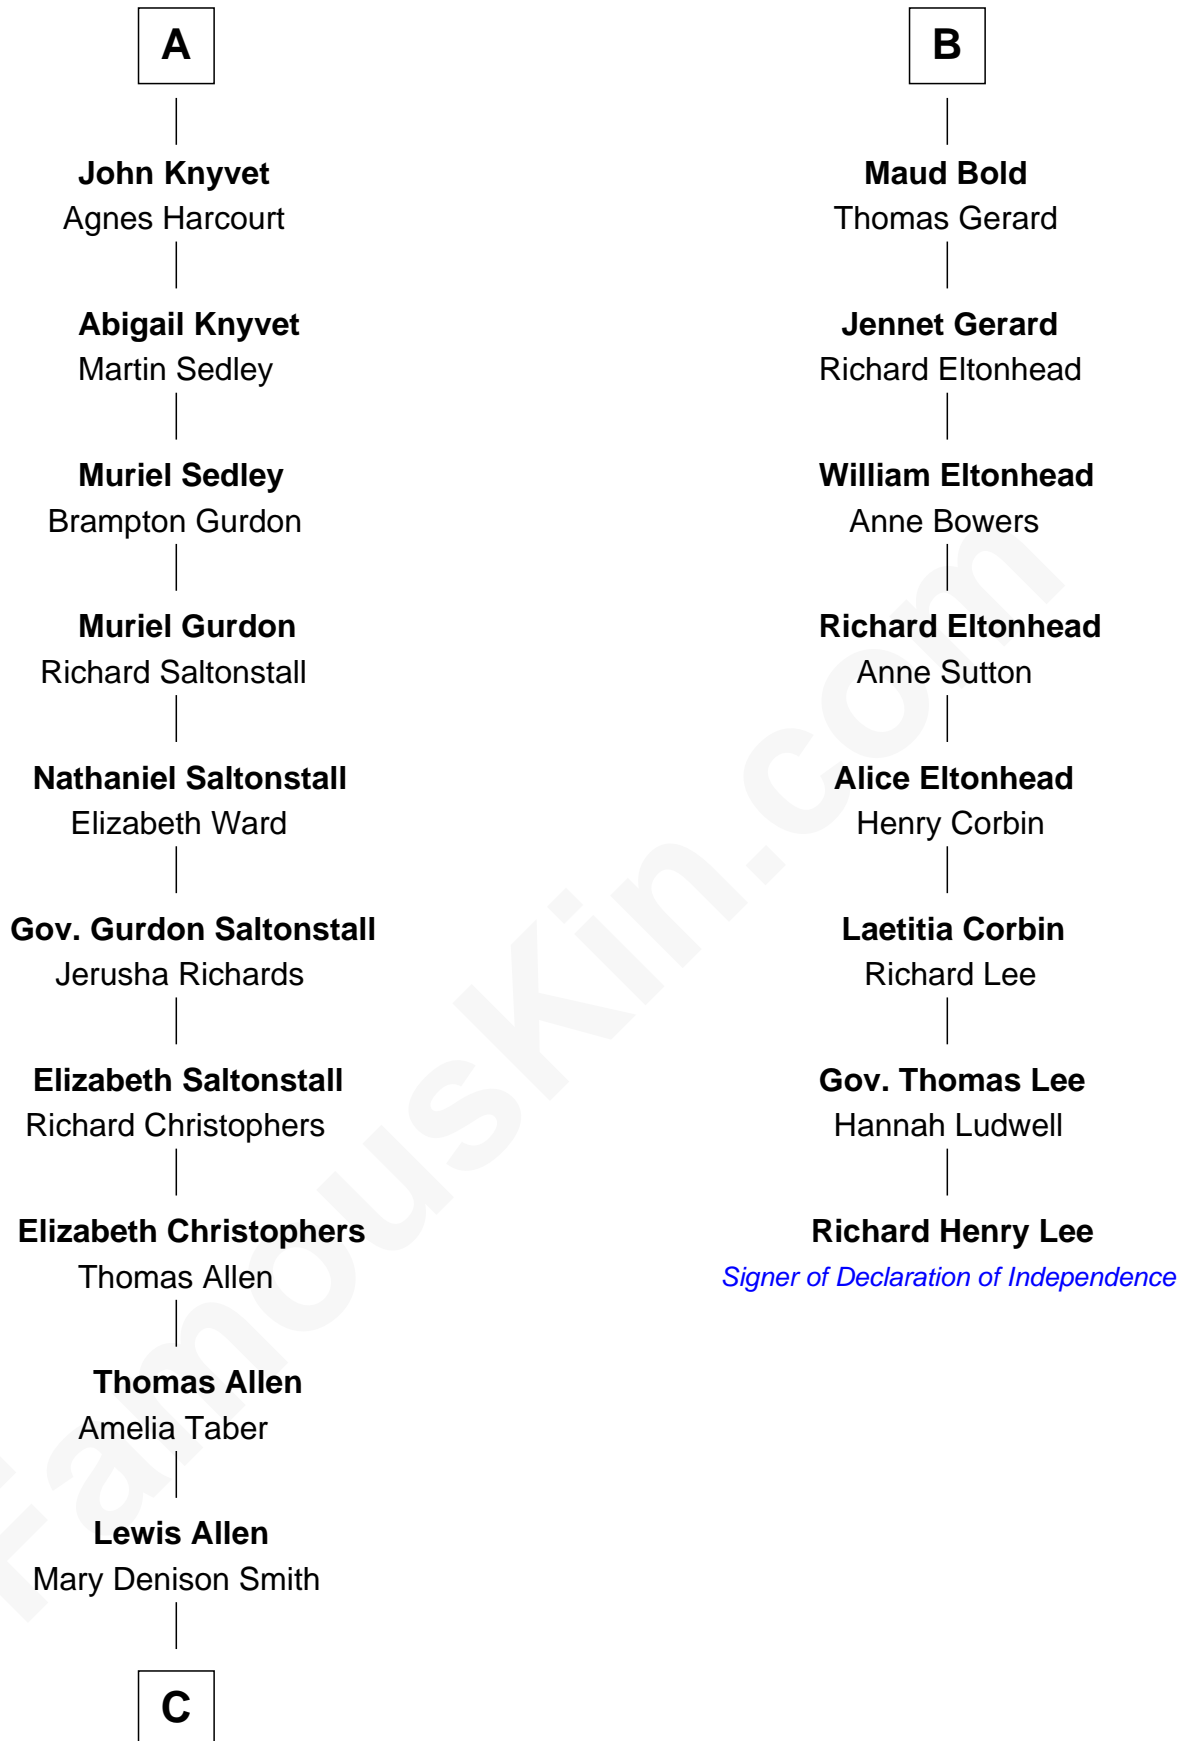 A
John Knyvet
Agnes Harcourt
Abigail Knyvet
Martin Sedley
Muriel Sedley
Brampton Gurdon
Muriel Gurdon
Richard Saltonstall
Nathaniel Saltonstall
Elizabeth Ward
Gov. Gurdon Saltonstall
Jerusha Richards
Elizabeth Saltonstall
Richard Christophers
Elizabeth Christophers
Thomas Allen
Thomas Allen
Amelia Taber
Lewis Allen
Mary Denison Smith
C
B
Maud Bold
Thomas Gerard
Jennet Gerard
Richard Eltonhead
William Eltonhead
Anne Bowers
Richard Eltonhead
Anne Sutton
Alice Eltonhead
Henry Corbin
Laetitia Corbin
Richard Lee
Gov. Thomas Lee
Hannah Ludwell
Richard Henry Lee
Signer of Declaration of Independence
FamousKin.com